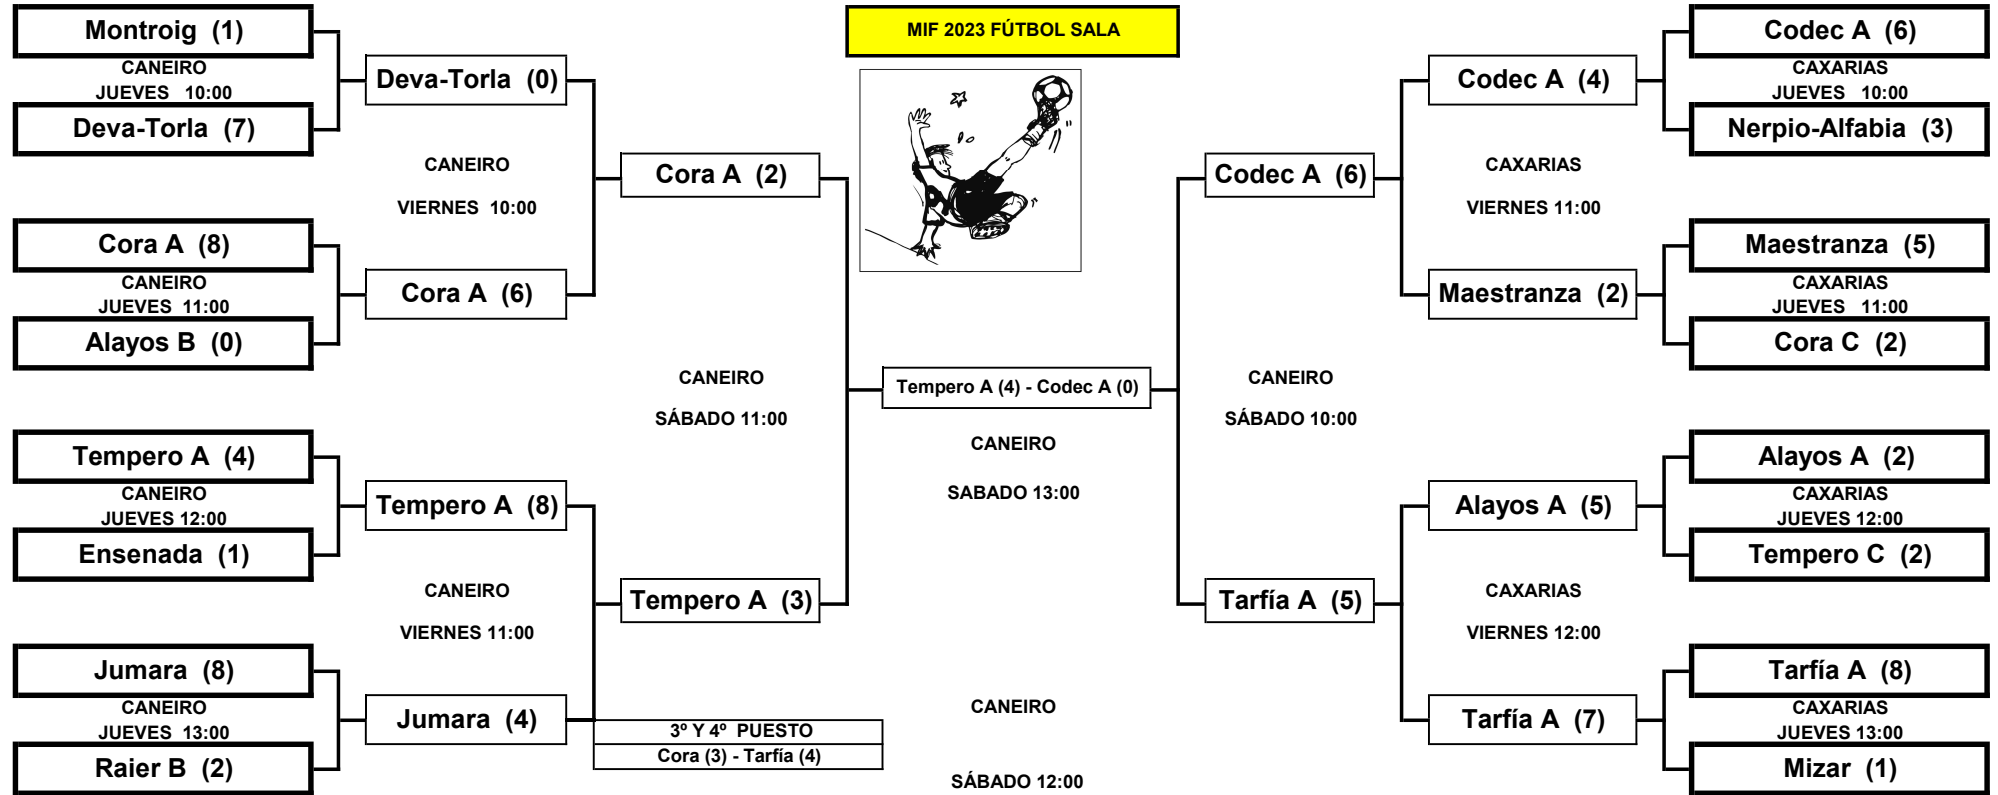 MIF 2023 FÚTBOL SALA
Montroig (1)
CANEIRO
JUEVES 10:00
Deva-Torla (7)
Deva-Torla (0)
CANEIRO
VIERNES 10:00
Cora A (8)
CANEIRO
JUEVES 11:00
Alayos B (0)
Cora A (6)
Cora A (2)
CANEIRO
SÁBADO 11:00
Tempero A (4)
CANEIRO
JUEVES 12:00
Ensenada (1)
Tempero A (8)
CANEIRO
VIERNES 11:00
Jumara (8)
CANEIRO
JUEVES 13:00
Raier B (2)
Jumara (4)
Tempero A (3)
Tempero A (4) - Codec A (0)
CANEIRO
SABADO 13:00
3º Y 4º PUESTO
Cora (3) - Tarfía (4)
CANEIRO
SÁBADO 12:00
Codec A (6)
CANEIRO
SÁBADO 10:00
Tarfía A (5)
Codec A (4)
CAXARIAS
VIERNES 11:00
Maestranza (2)
Alayos A (5)
CAXARIAS
VIERNES 12:00
Tarfía A (7)
Codec A (6)
CAXARIAS
JUEVES 10:00
Nerpio-Alfabia (3)
Maestranza (5)
CAXARIAS
JUEVES 11:00
Cora C (2)
Alayos A (2)
CAXARIAS
JUEVES 12:00
Tempero C (2)
Tarfía A (8)
CAXARIAS
JUEVES 13:00
Mizar (1)